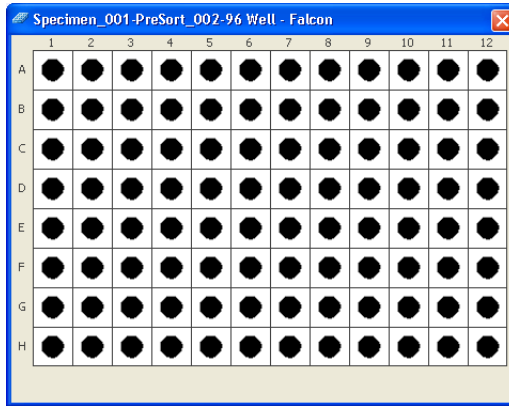 Specimen_001-PreSort_002-96 Well - Falcon
1 2 3 4 5 6 7 8 9 10 11 12
A
B
C
D
E
F
G
H